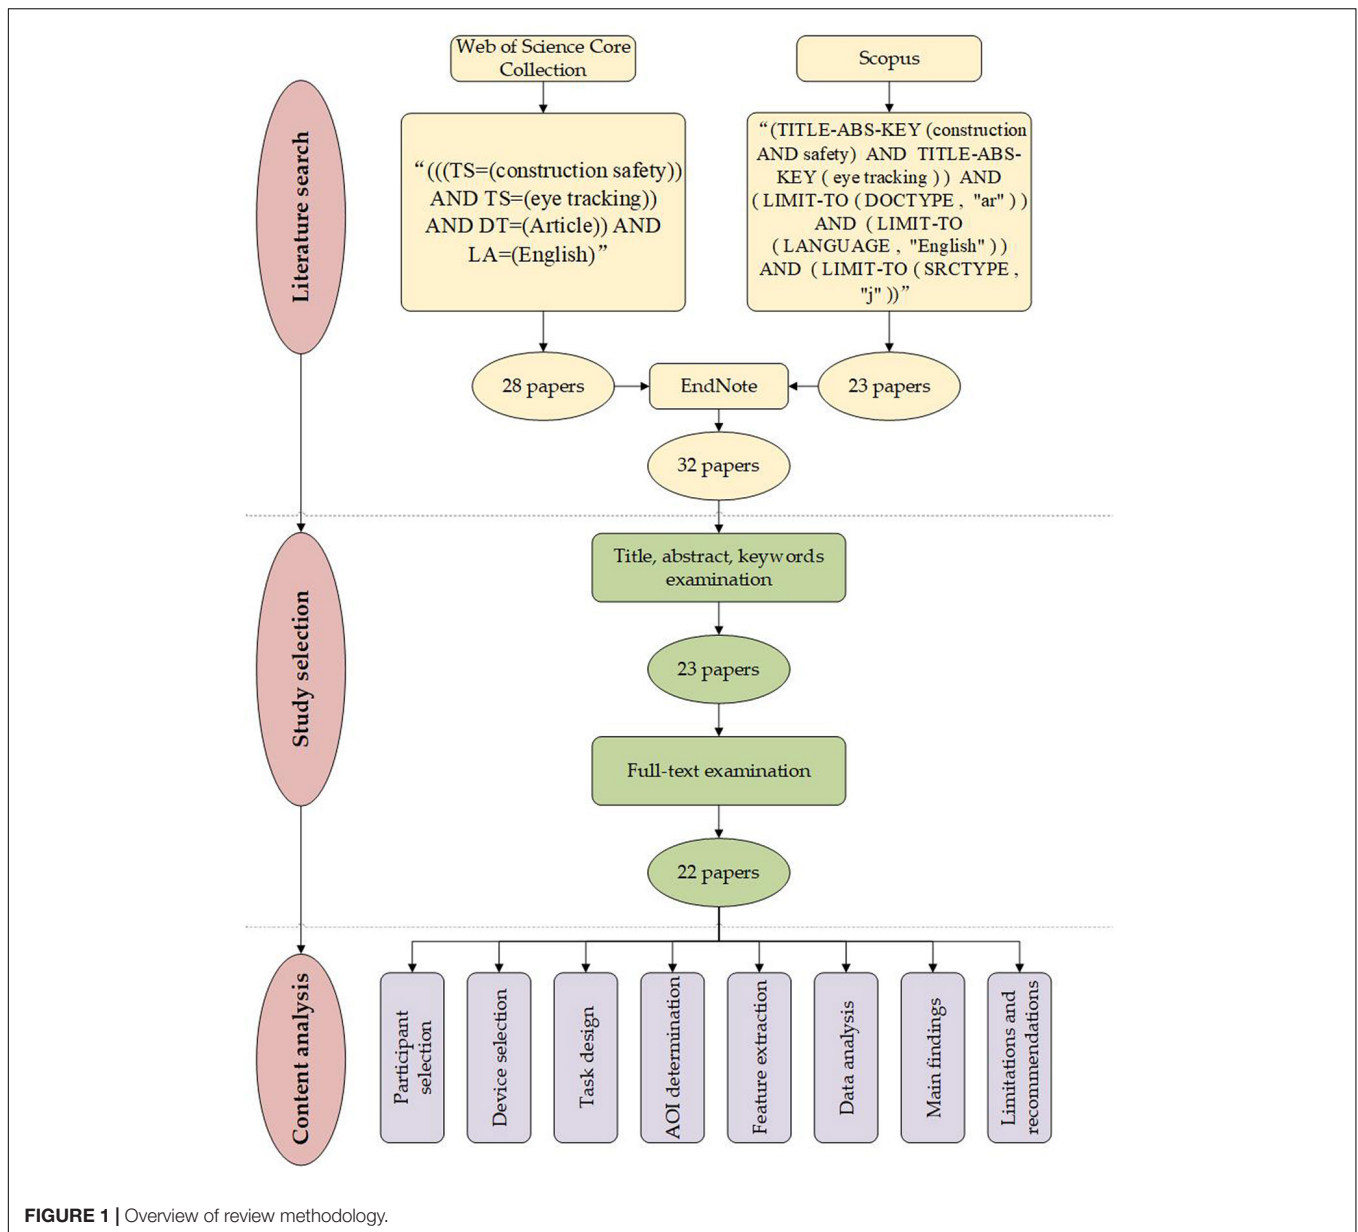 Web of Science Core
Collection
Scopus
Literature search
“(((TS=(construction safety))
AND TS=(eye tracking))
AND DT=(Article)) AND
LA=(English)”
“(TITLE-ABS-KEY (construction
AND safety) AND TITLE-ABS-
KEY ( eye tracking ) ) AND
( LIMIT-TO ( DOCTYPE , "ar" ) )
AND ( LIMIT-TO
( LANGUAGE , "English" ) )
AND ( LIMIT-TO ( SRCTYPE ,
"j" ))”
28 papers
EndNote
23 papers
32 papers
Study selection
Title, abstract, keywords
examination
23 papers
Full-text examination
22 papers
Content analysis
Participant
selection
Device selection
Task design
AOI determination
Feature extraction
Data analysis
Main findings
Limitations and
recommendations
FIGURE 1 | Overview of review methodology.